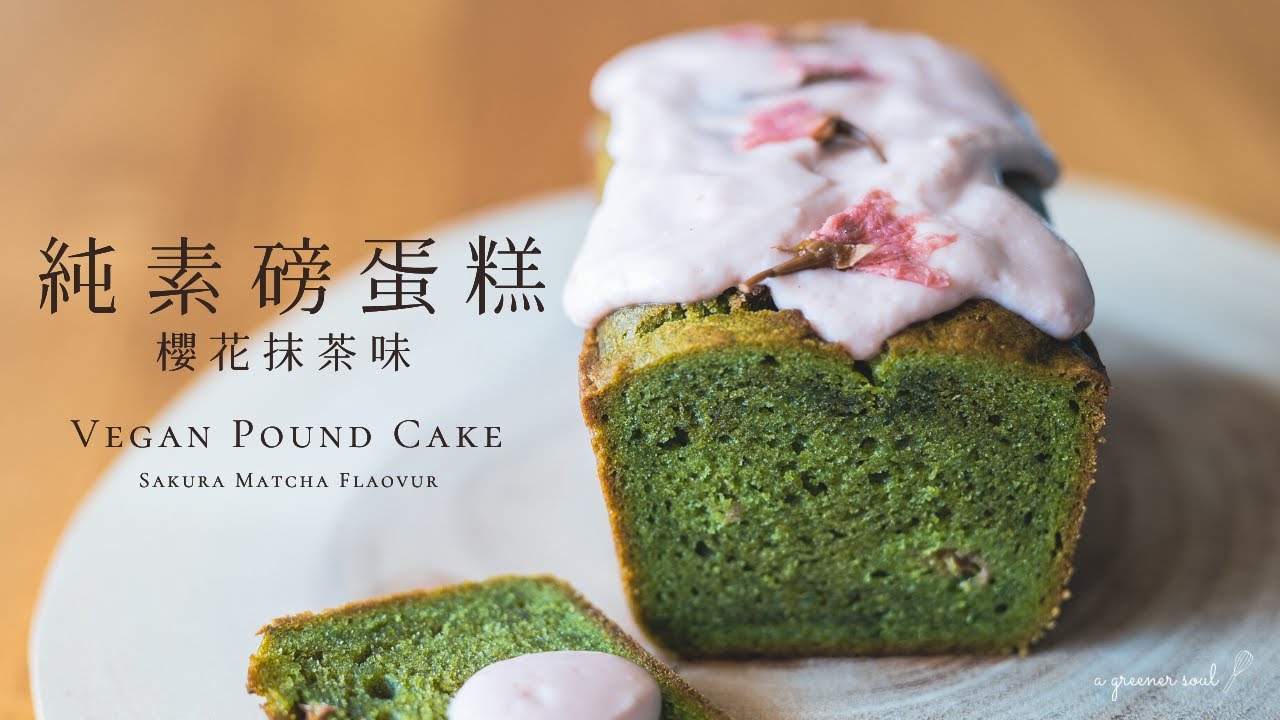 純素磅蛋糕
櫻花抹茶味
Vegan Pound Cake
Sakura Matcha Flaovur
a greener soul